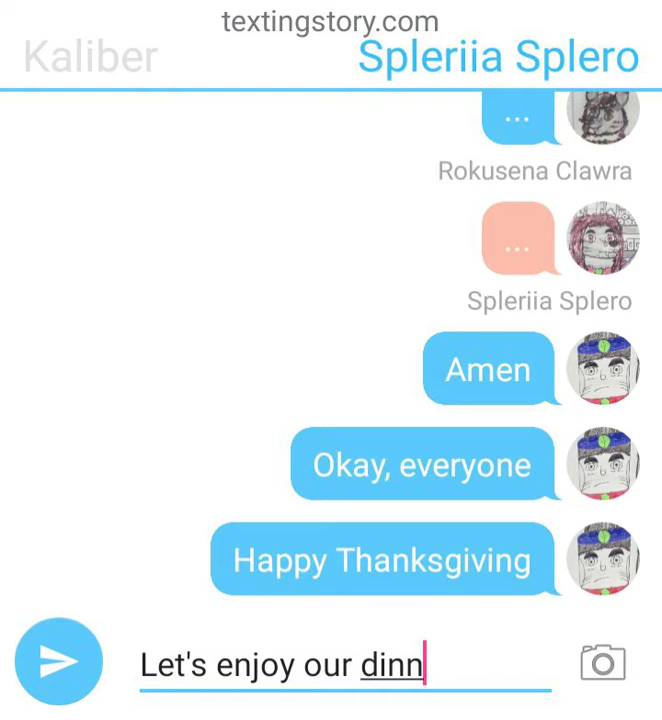 textingstory.com
Kaliber Spleriia Splero
...
Rokusena Clawra
...
Spleriia Splero
Amen
Okay, everyone
Happy Thanksgiving
Let's enjoy our dinn